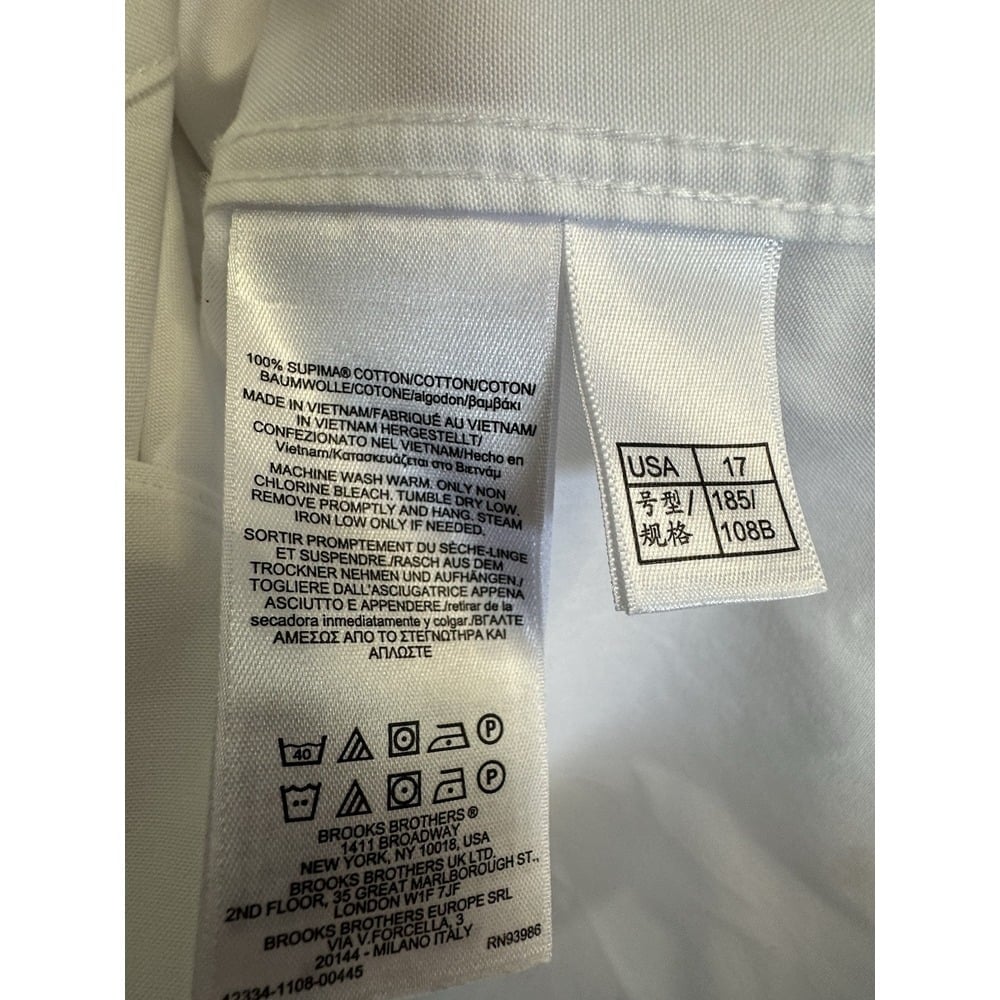 100% SUPIMA® COTTON/COTTON/COTON/
BAUMWOLLE/COTONE/algodon/βαμβάκι
MADE IN VIETNAM/FABRIQUÉ AU VIETNAM/
IN VIETNAM HERGESTELLT/
CONFEZIONATO NEL VIETNAM/Hecho en
Vietnam/Κατασκευάζεται στο Βιετνάμ
MACHINE WASH WARM. ONLY NON
CHLORINE BLEACH. TUMBLE DRY LOW.
REMOVE PROMPTLY AND HANG. STEAM
IRON LOW ONLY IF NEEDED.
SORTIR PROMPTEMENT DU SÈCHE-LINGE
ET SUSPENDRE./RASCH AUS DEM
TROCKNER NEHMEN UND AUFHÄNGEN./
TOGLIERE DALL'ASCIUGATRICE APPENA
ASCIUTTO E APPENDERE./retirar de la
secadora inmediatamente y colgar./ΒΓΑΛΤΕ
ΑΜΕΣΩΣ ΑΠΟ ΤΟ ΣΤΕΓΝΩΤΗΡΑ ΚΑΙ
ΑΠΛΩΣΤΕ
40 P
P
BROOKS BROTHERS ®
1411 BROADWAY
NEW YORK, NY 10018, USA
BROOKS BROTHERS UK LTD.
2ND FLOOR, 35 GREAT MARLBOROUGH ST.,
LONDON W1F 7JF
BROOKS BROTHERS EUROPE SRL
VIA V.FORCELLA, 3
20144 - MILANO ITALY
RN93986
12334-1108-00445
USA 17
号型/ 185/
规格 108B